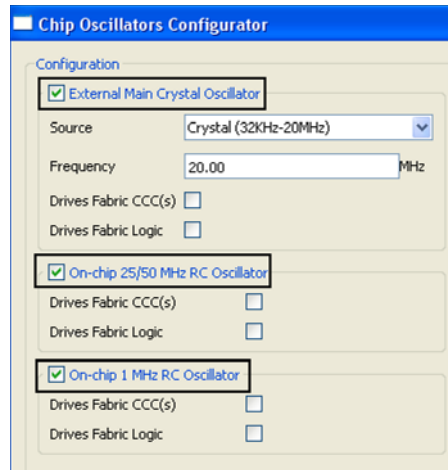 Chip Oscillators Configurator
Configuration
External Main Crystal Oscillator
Source Crystal (32KHz-20MHz)
Frequency 20.00 MHz
Drives Fabric CCC(s)
Drives Fabric Logic
On-chip 25/50 MHz RC Oscillator
Drives Fabric CCC(s)
Drives Fabric Logic
On-chip 1 MHz RC Oscillator
Drives Fabric CCC(s)
Drives Fabric Logic